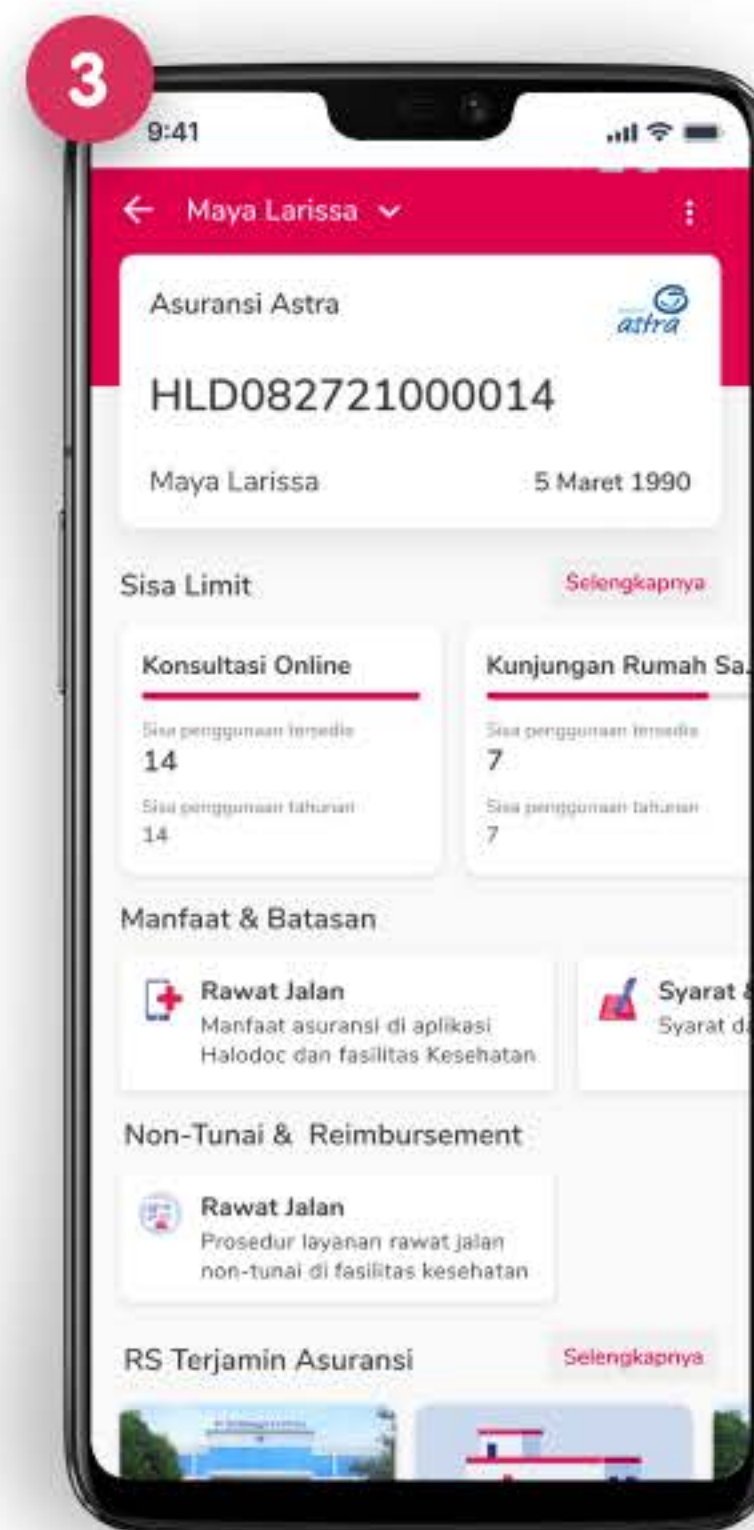 3
9:41
Maya Larissa
Asuransi Astra
astra
HLD082721000014
Maya Larissa 5 Maret 1990
Sisa Limit Selengkapnya
Konsultasi Online Kunjungan Rumah Sa..
Sisa penggunaan tersedia Sisa penggunaan tersedia
14 7
Sisa penggunaan tahunan Sisa penggunaan tahunan
14 7
Manfaat & Batasan
Rawat Jalan Syarat &
Manfaat asuransi di aplikasi Syarat da
Halodoc dan fasilitas Kesehatan
Non-Tunai & Reimbursement
Rawat Jalan
Prosedur layanan rawat jalan
non-tunai di fasilitas kesehatan
RS Terjamin Asuransi Selengkapnya